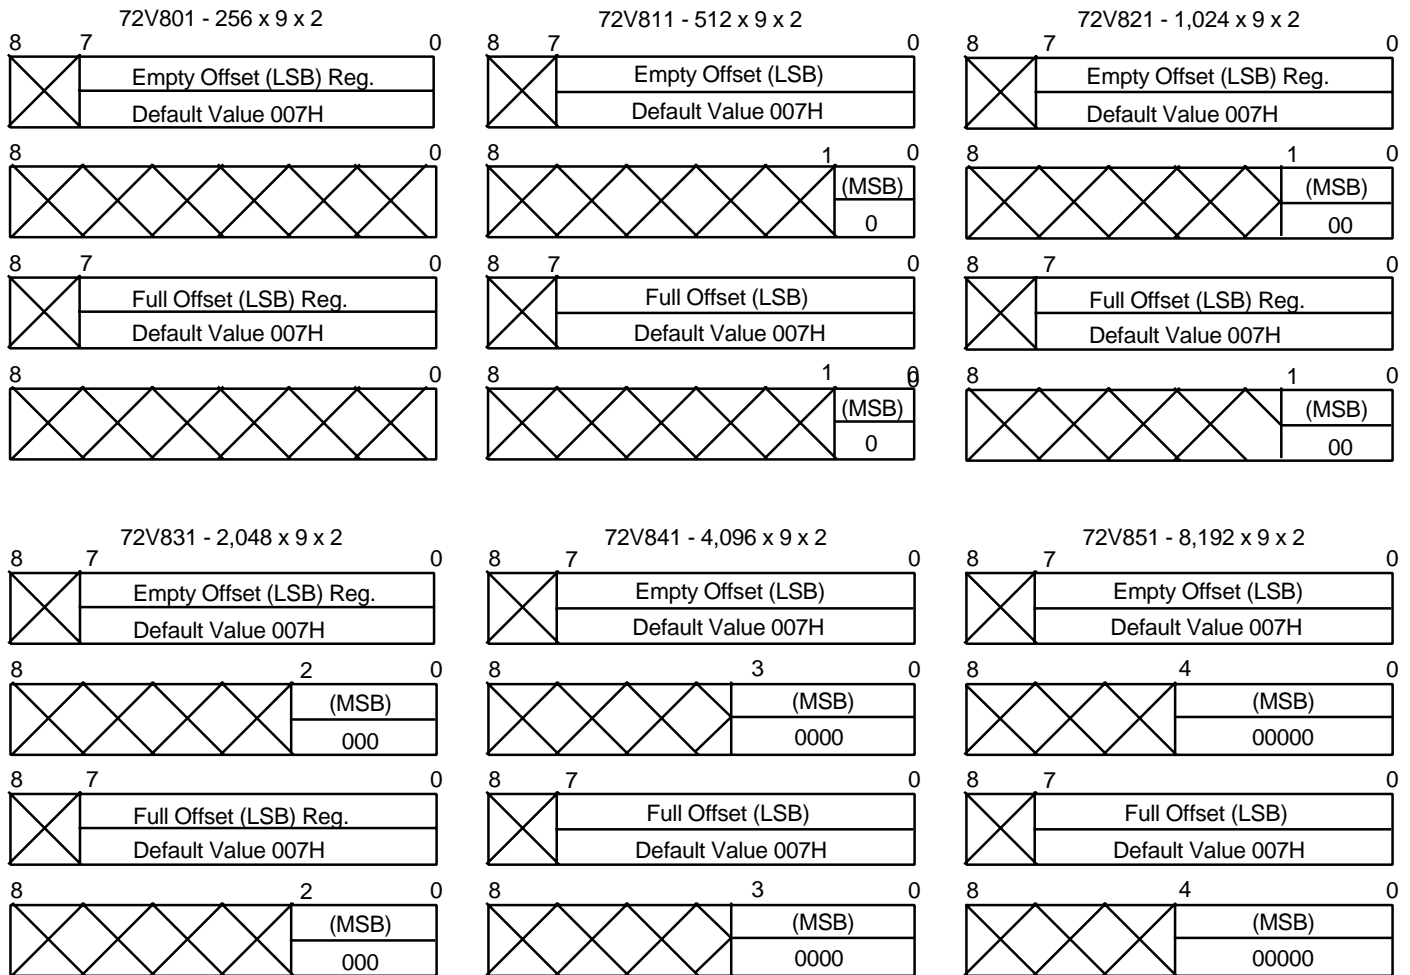 72V801 - 256 x 9 x 2
8 7 0
Empty Offset (LSB) Reg.
Default Value 007H
8 0
8 7 0
Full Offset (LSB) Reg.
Default Value 007H
8 0
72V811 - 512 x 9 x 2
8 7 0
Empty Offset (LSB)
Default Value 007H
8 1 0
(MSB)
0
8 7 0
Full Offset (LSB)
Default Value 007H
8 1 0 0
(MSB)
0
72V821 - 1,024 x 9 x 2
8 7 0
Empty Offset (LSB) Reg.
Default Value 007H
8 1 0
(MSB)
00
8 7 0
Full Offset (LSB) Reg.
Default Value 007H
8 1 0
(MSB)
00
72V831 - 2,048 x 9 x 2
8 7 0
Empty Offset (LSB) Reg.
Default Value 007H
8 2 0
(MSB)
000
8 7 0
Full Offset (LSB) Reg.
Default Value 007H
8 2 0
(MSB)
000
72V841 - 4,096 x 9 x 2
8 7 0
Empty Offset (LSB)
Default Value 007H
8 3 0
(MSB)
0000
8 7 0
Full Offset (LSB)
Default Value 007H
8 3 0
(MSB)
0000
72V851 - 8,192 x 9 x 2
8 7 0
Empty Offset (LSB)
Default Value 007H
8 4 0
(MSB)
00000
8 7 0
Full Offset (LSB)
Default Value 007H
8 4 0
(MSB)
00000